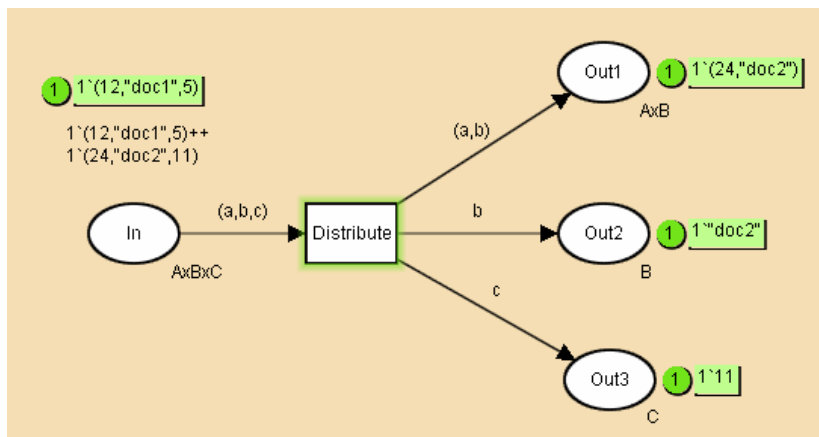 1 1`(12,"doc1",5)
1`(12,"doc1",5)++
1`(24,"doc2",11)
Out1
1 1`(24,"doc2")
AxB
(a,b)
In
AxBxC
(a,b,c)
Distribute
b
Out2
1 1`"doc2"
B
c
Out3
1 1`11
C